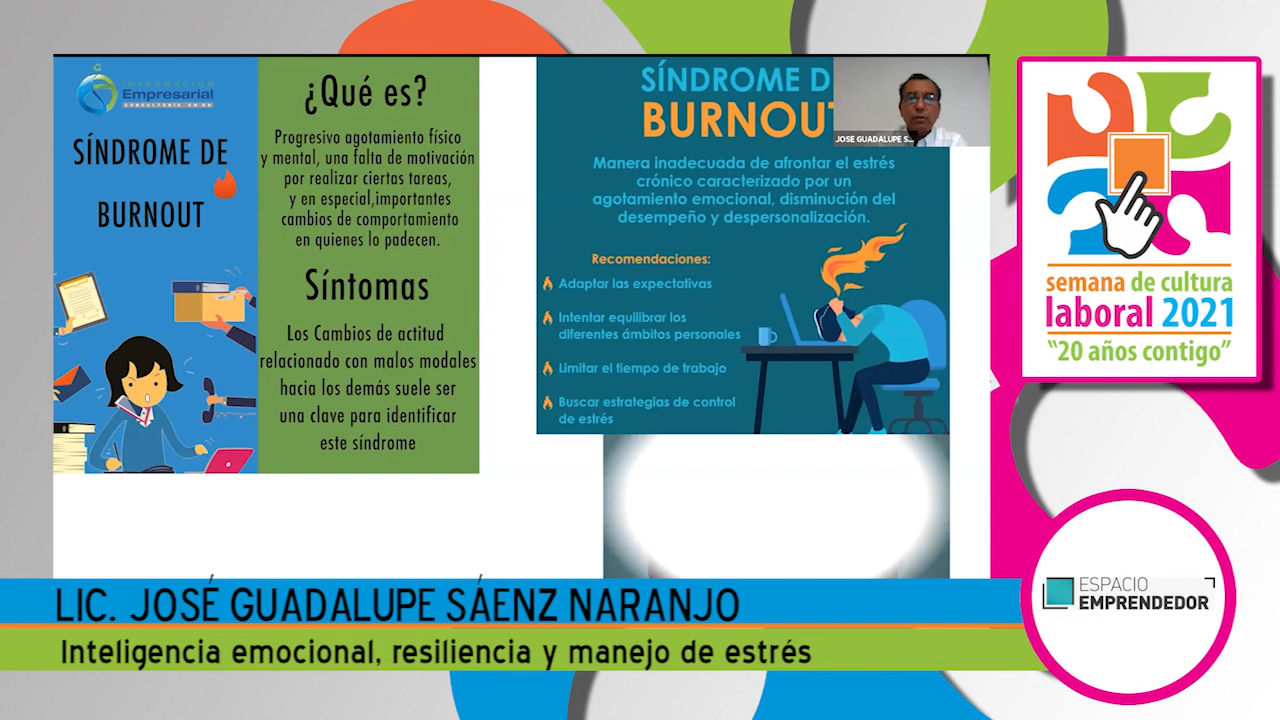 INTEGRACIÓN
Empresarial
CONSULTORÍA EN RH
SÍNDROME DE
BURNOUT
¿Qué es?
Progresivo agotamiento físico
y mental, una falta de motivación
por realizar ciertas tareas,
y en especial,importantes
cambios de comportamiento
en quienes lo padecen.
Síntomas
Los Cambios de actitud
relacionado con malos modales
hacia los demás suele ser
una clave para identificar
este síndrome
SÍNDROME D
BURNOUT
JOSE GUADALUPE S...
Manera inadecuada de afrontar el estrés
crónico caracterizado por un
agotamiento emocional, disminución del
desempeño y despersonalización.
Recomendaciones:
Adaptar las expectativas
Intentar equilibrar los
diferentes ámbitos personales
Limitar el tiempo de trabajo
Buscar estrategias de control
de estrés
semana de cultura
laboral 2021
"20 años contigo"
ESPACIO
EMPRENDEDOR
LIC. JOSÉ GUADALUPE SÁENZ NARANJO
Inteligencia emocional, resiliencia y manejo de estrés